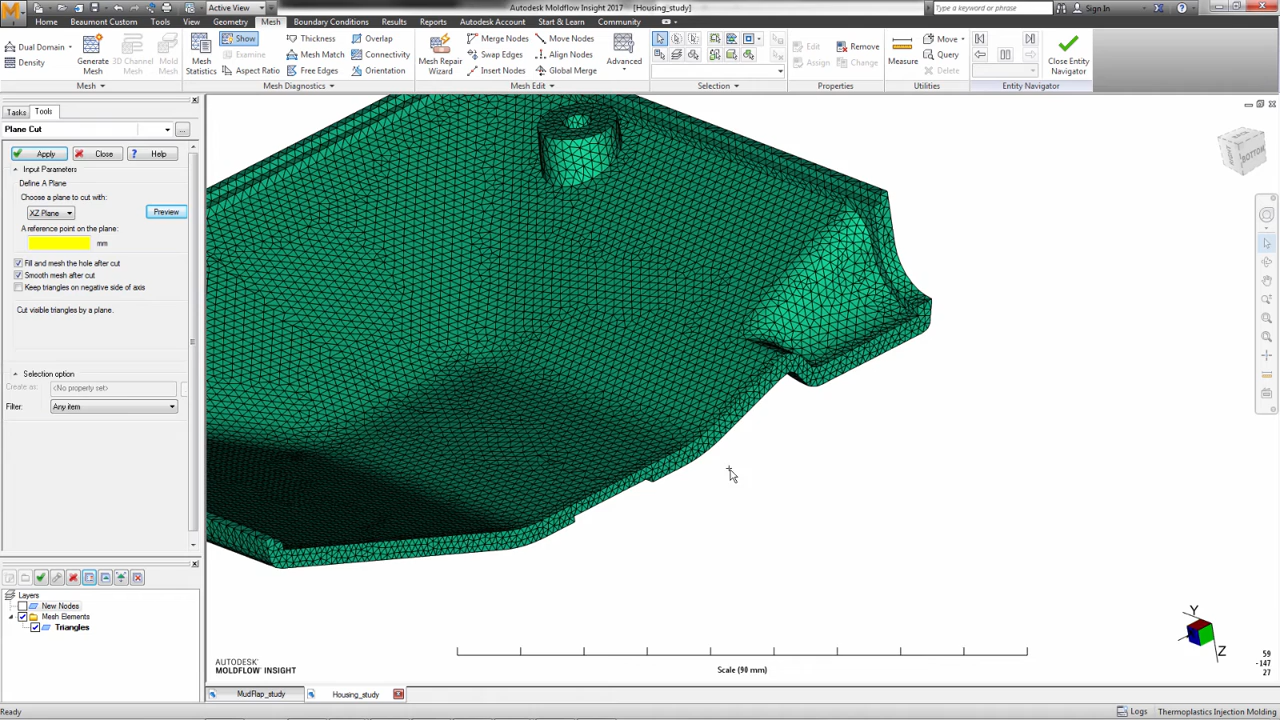 Active View
Autodesk Moldflow Insight 2017 [Housing_study]
Type a keyword or phrase
Sign In
Home Beaumont Custom Tools View Geometry Mesh Boundary Conditions Results Reports Autodesk Account Start & Learn Community
Dual Domain
Density
Generate Mesh
3D Channel Mesh
Mold Mesh
Mesh
Mesh Statistics
Show
Examine
Aspect Ratio
Thickness
Mesh Match
Free Edges
Overlap
Connectivity
Orientation
Mesh Diagnostics
Mesh Repair Wizard
Merge Nodes
Swap Edges
Insert Nodes
Move Nodes
Align Nodes
Global Merge
Advanced
Mesh Edit
Selection
Edit
Assign
Remove
Change
Properties
Measure
Move
Query
Delete
Utilities
Close Entity Navigator
Entity Navigator
Tasks Tools
Plane Cut
...
Apply Close ? Help
Input Parameters
Define A Plane
Choose a plane to cut with:
XZ Plane
Preview
A reference point on the plane:
mm
Fill and mesh the hole after cut
Smooth mesh after cut
Keep triangles on negative side of axis
Cut visible triangles by a plane.
Selection option
Create as: <No property set>
Filter: Any item
Layers
New Nodes
Mesh Elements
Triangles
BOTTOM
AUTODESK®
MOLDFLOW INSIGHT
Scale (90 mm)
Y
Z
59
-147
27
MudFlap_study Housing_study
Ready
Logs
Thermoplastics Injection Molding